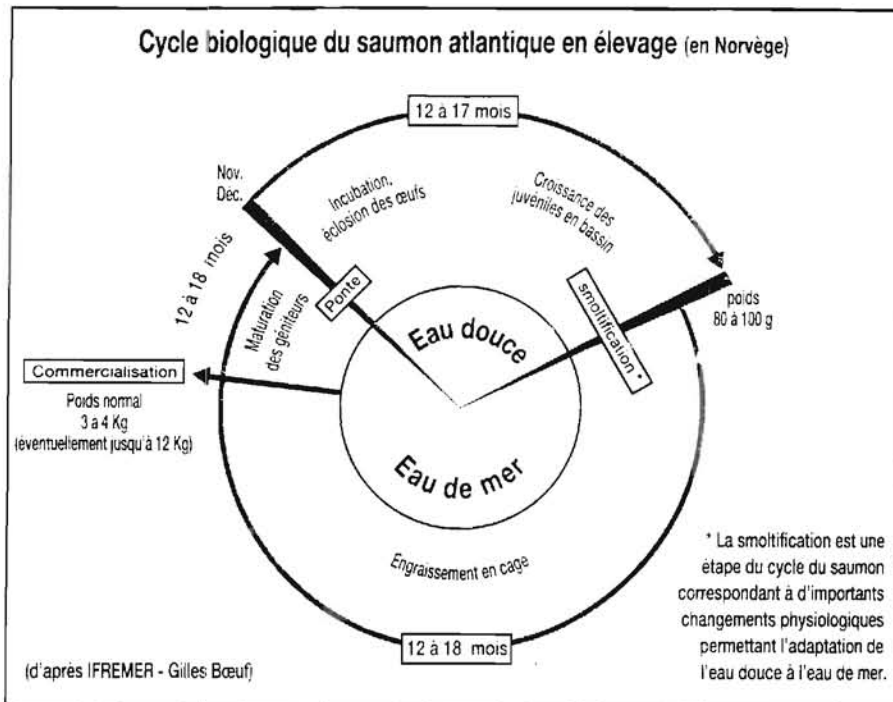 Cycle biologique du saumon atlantique en élevage (en Norvège)
12 à 17 mois
Nov.
Déc.
Incubation,
éclosion des œufs
Croissance des
juvéniles en bassin
12 à 18 mois
Maturation
des géniteurs
Ponte
smoltification *
poids
80 à 100 g
Eau douce
Commercialisation
Poids normal
3 à 4 Kg
(éventuellement jusqu'à 12 Kg)
Eau de mer
Engraissement en cage
12 à 18 mois
* La smoltification est une
étape du cycle du saumon
correspondant à d'importants
changements physiologiques
permettant l'adaptation de
l'eau douce à l'eau de mer.
(d'après IFREMER - Gilles Bœuf)